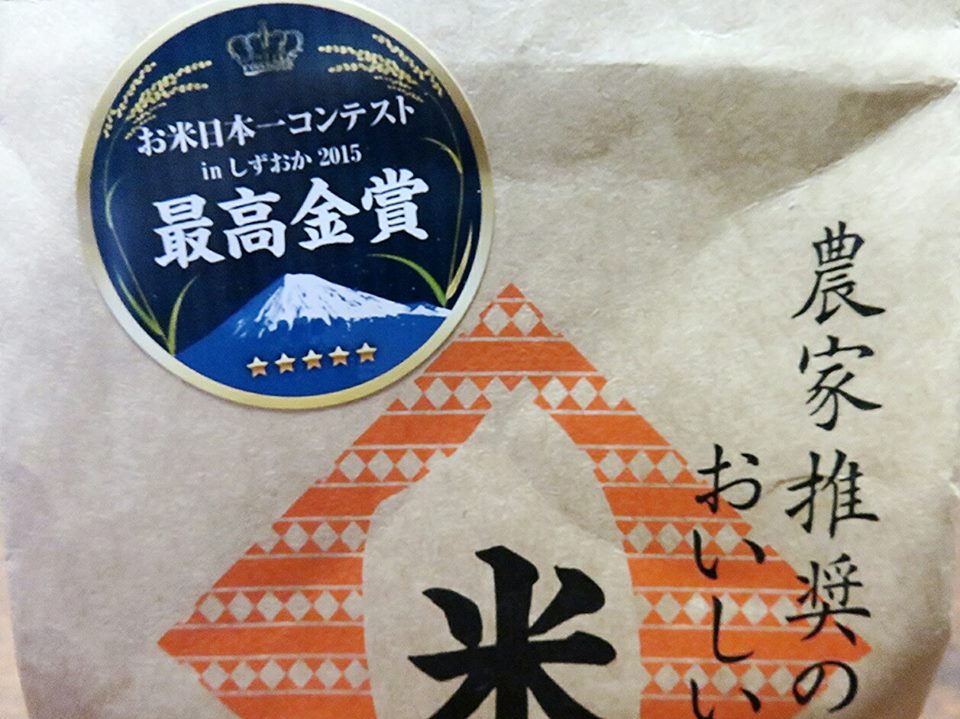 お米日本一コンテスト
in しずおか 2015
最高金賞
農家推奨の
おいしい
米